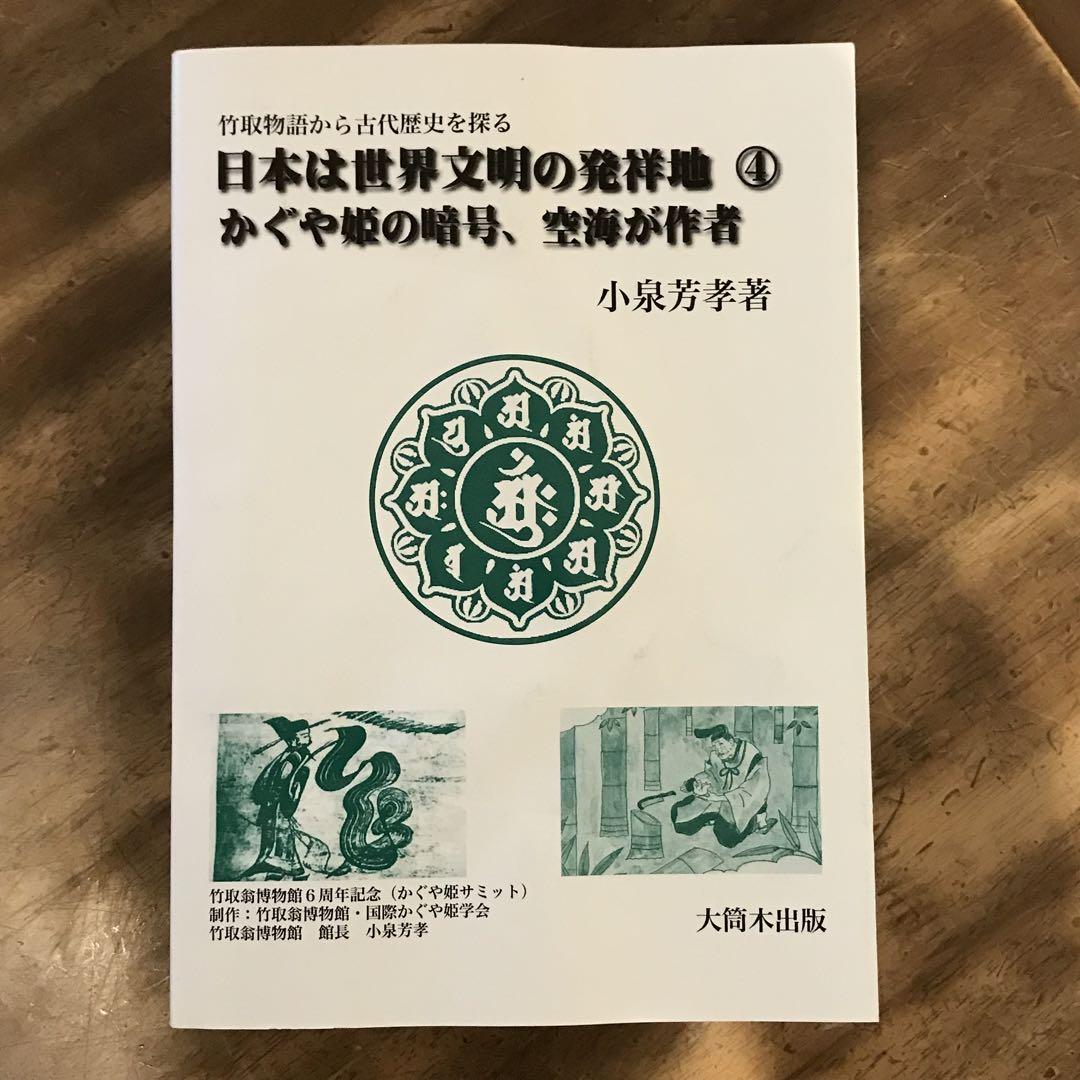 竹取物語から古代歴史を探る
日本は世界文明の発祥地 ④
かぐや姫の暗号、空海が作者
小泉芳孝著
竹取翁博物館6周年記念（かぐや姫サミット）
制作：竹取翁博物館・国際かぐや姫学会
竹取翁博物館　館長　小泉芳孝
大筒木出版